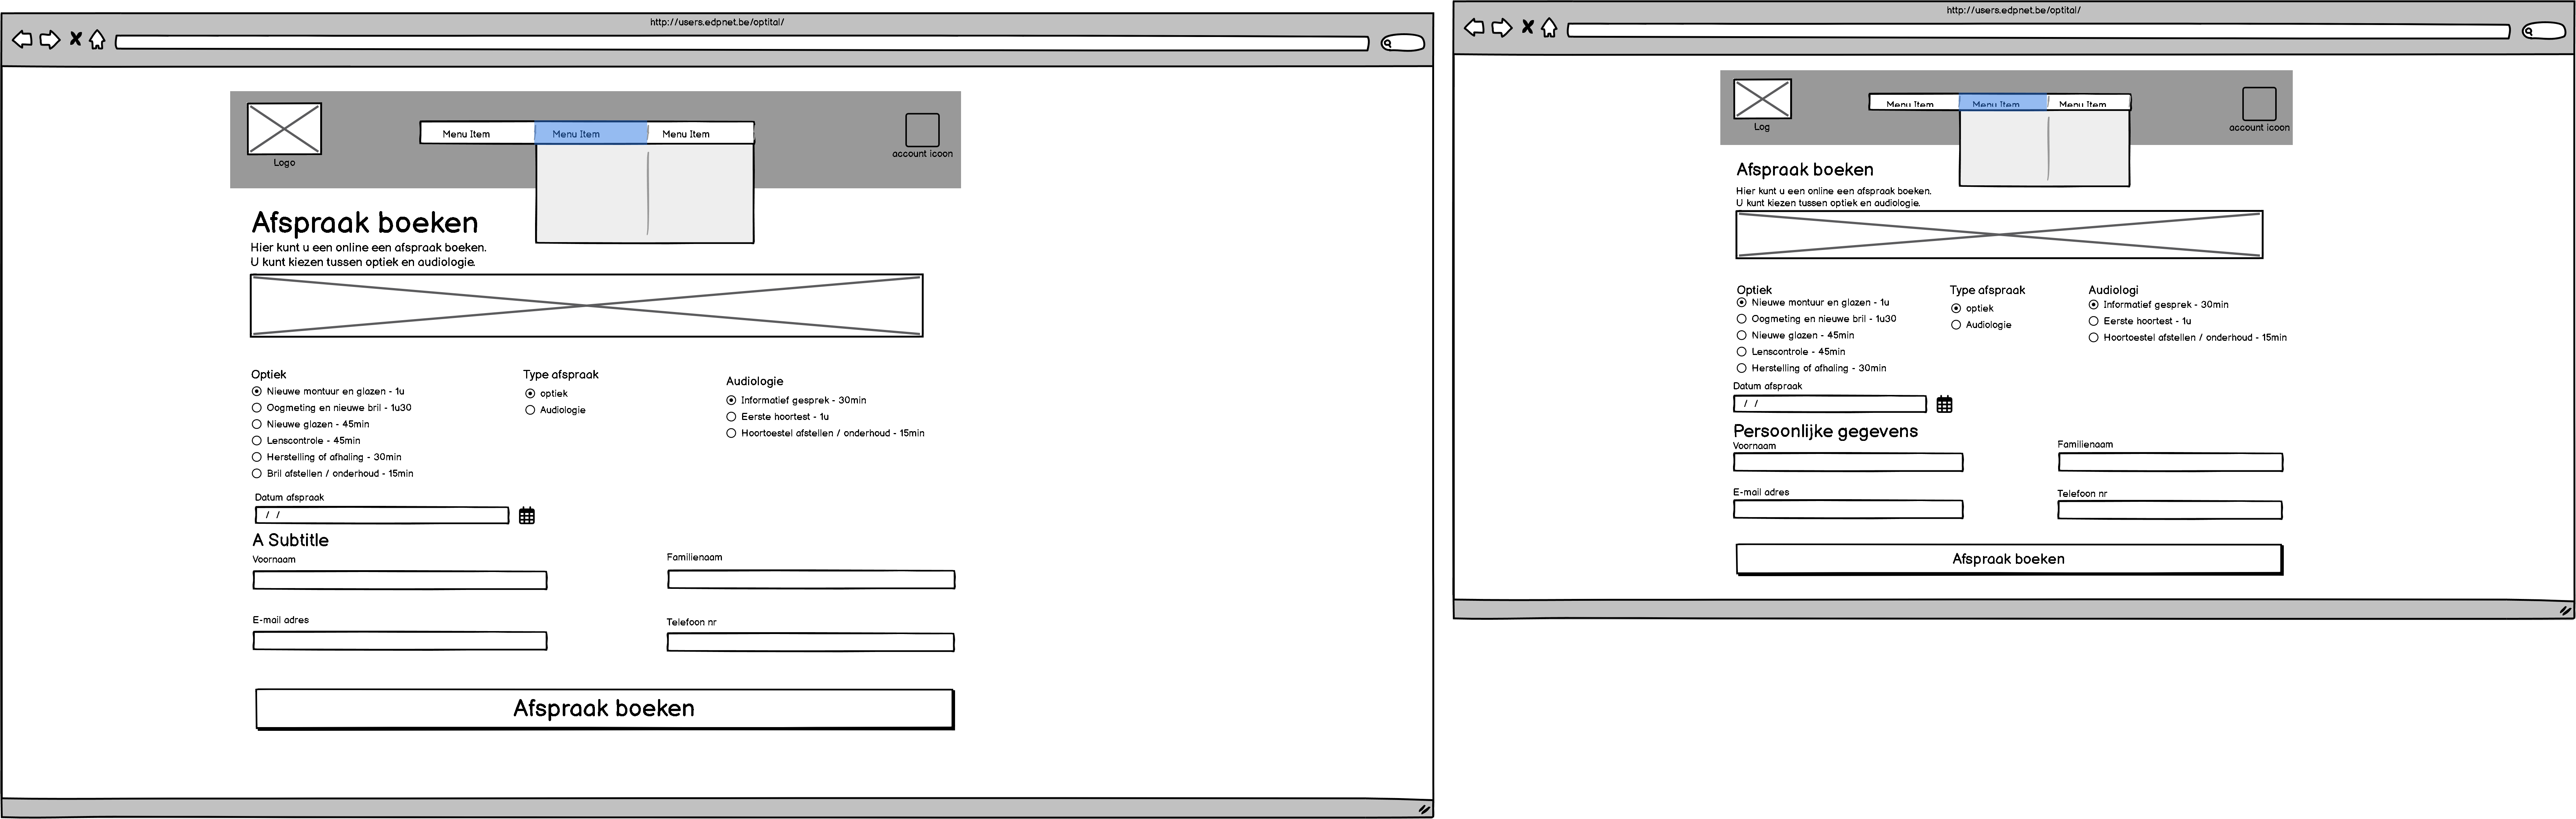 http://users.edpnet.be/optital/
Menu Item
Menu Item
Menu Item
Logo
account icoon
Afspraak boeken
Hier kunt u een online een afspraak boeken.
U kunt kiezen tussen optiek en audiologie.
Optiek
Nieuwe montuur en glazen - 1u
Oogmeting en nieuwe bril - 1u30
Nieuwe glazen - 45min
Lenscontrole - 45min
Herstelling of afhaling - 30min
Bril afstellen / onderhoud - 15min
Type afspraak
optiek
Audiologie
Audiologie
Informatief gesprek - 30min
Eerste hoortest - 1u
Hoortoestel afstellen / onderhoud - 15min
Datum afspraak
/ /
A Subtitle
Voornaam
Familienaam
E-mail adres
Telefoon nr
Afspraak boeken
http://users.edpnet.be/optital/
Menu Item
Menu Item
Menu Item
Log
account icoon
Afspraak boeken
Hier kunt u een online een afspraak boeken.
U kunt kiezen tussen optiek en audiologie.
Optiek
Nieuwe montuur en glazen - 1u
Oogmeting en nieuwe bril - 1u30
Nieuwe glazen - 45min
Lenscontrole - 45min
Herstelling of afhaling - 30min
Type afspraak
optiek
Audiologie
Audiologi
Informatief gesprek - 30min
Eerste hoortest - 1u
Hoortoestel afstellen / onderhoud - 15min
Datum afspraak
/ /
Persoonlijke gegevens
Voornaam
Familienaam
E-mail adres
Telefoon nr
Afspraak boeken